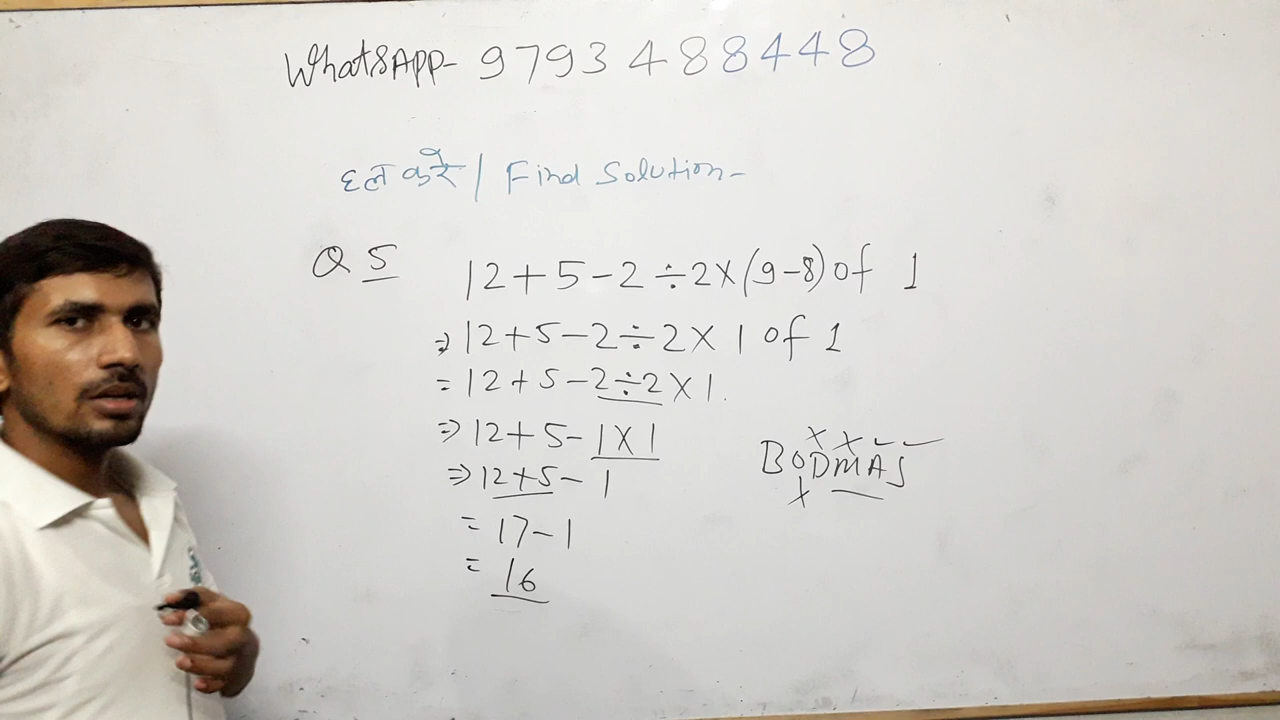 WhatsApp- 9793488448
हल करें / Find Solution-
Q 5 12+5-2÷2×(9-8) of 1
⇒ 12+5-2÷2×1 of 1
= 12+5-2÷2×1.
⇒ 12+5-1×1
⇒ 12+5-1
= 17-1
= 16
BODMAS